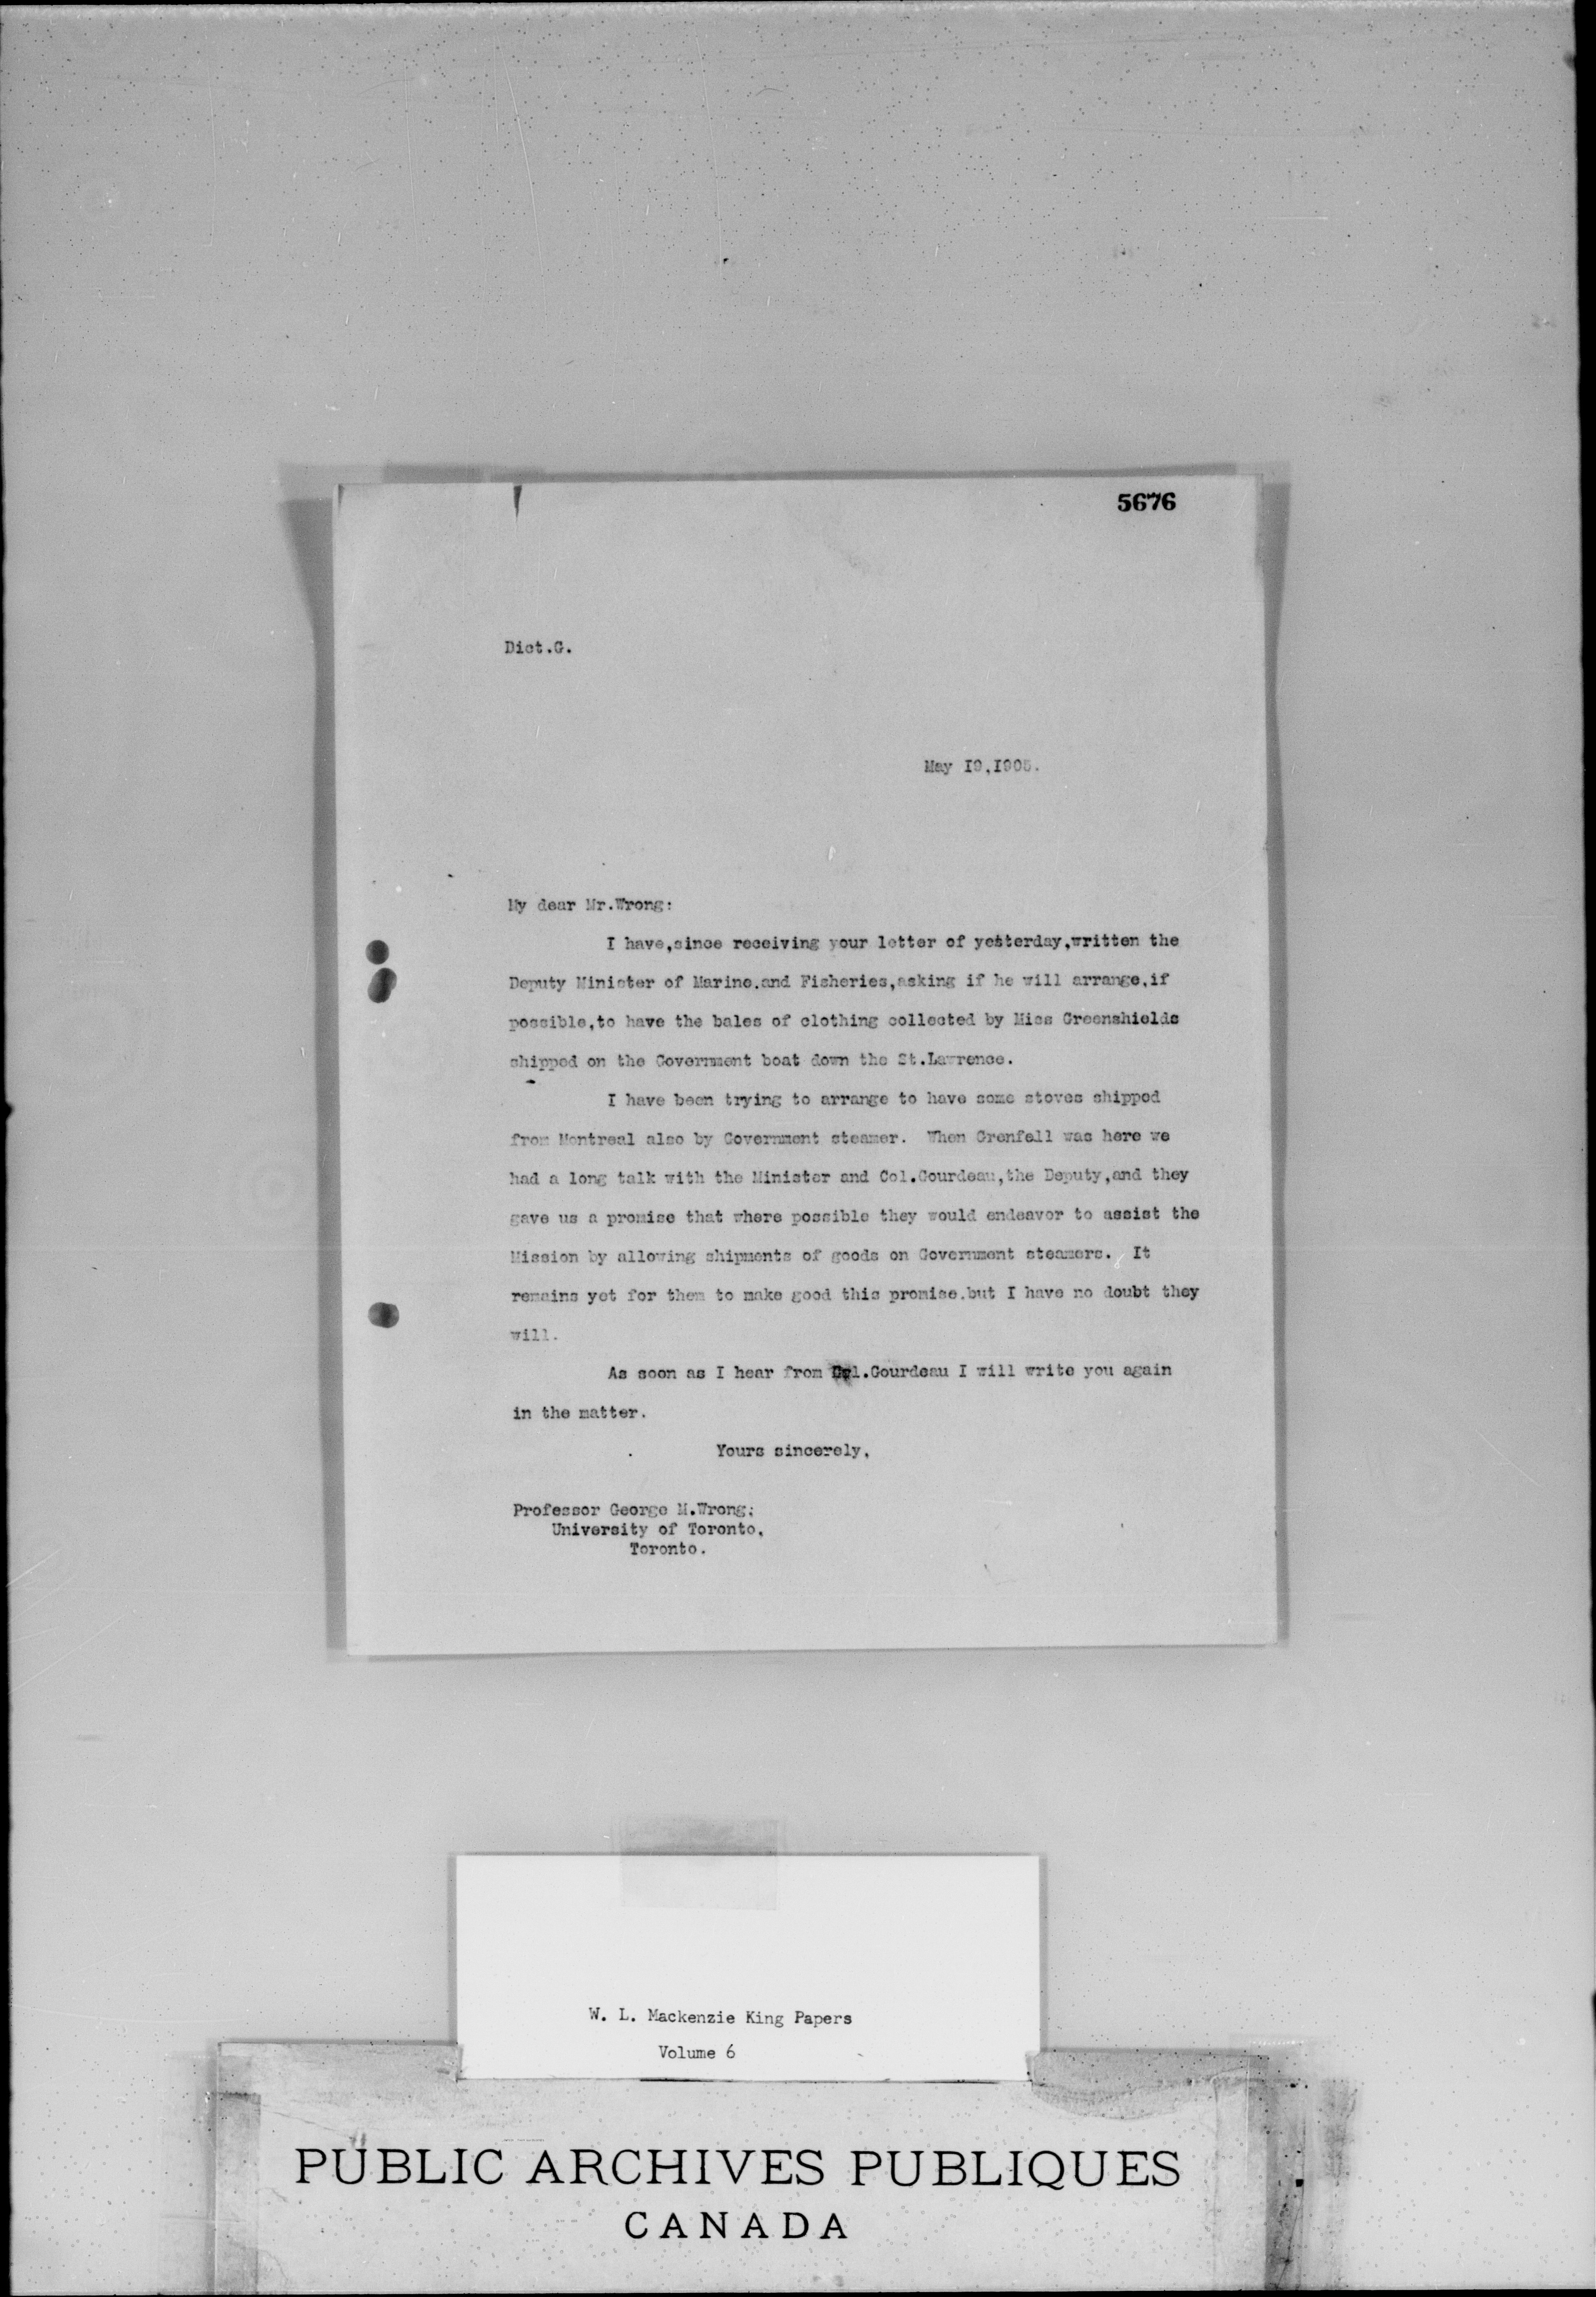 5676
Dict.G.
May 19,1905.
My dear Mr.Wrong:
I have,since receiving your letter of yesterday,written the
Deputy Minister of Marine.and Fisheries,asking if he will arrange,if
possible,to have the bales of clothing collected by Miss Greenshields
shipped on the Government boat down the St.Lawrence.
I have been trying to arrange to have some stoves shipped
from Montreal also by Government steamer. When Grenfell was here we
had a long talk with the Minister and Col.Gourdeau,the Deputy,and they
gave us a promise that where possible they would endeavor to assist the
Mission by allowing shipments of goods on Government steamers. It
remains yet for them to make good this promise.but I have no doubt they
will.
As soon as I hear from Col.Gourdeau I will write you again
in the matter.
Yours sincerely,
Professor George M.Wrong;
University of Toronto,
Toronto.
W. L. Mackenzie King Papers
Volume 6
PUBLIC ARCHIVES PUBLIQUES
CANADA